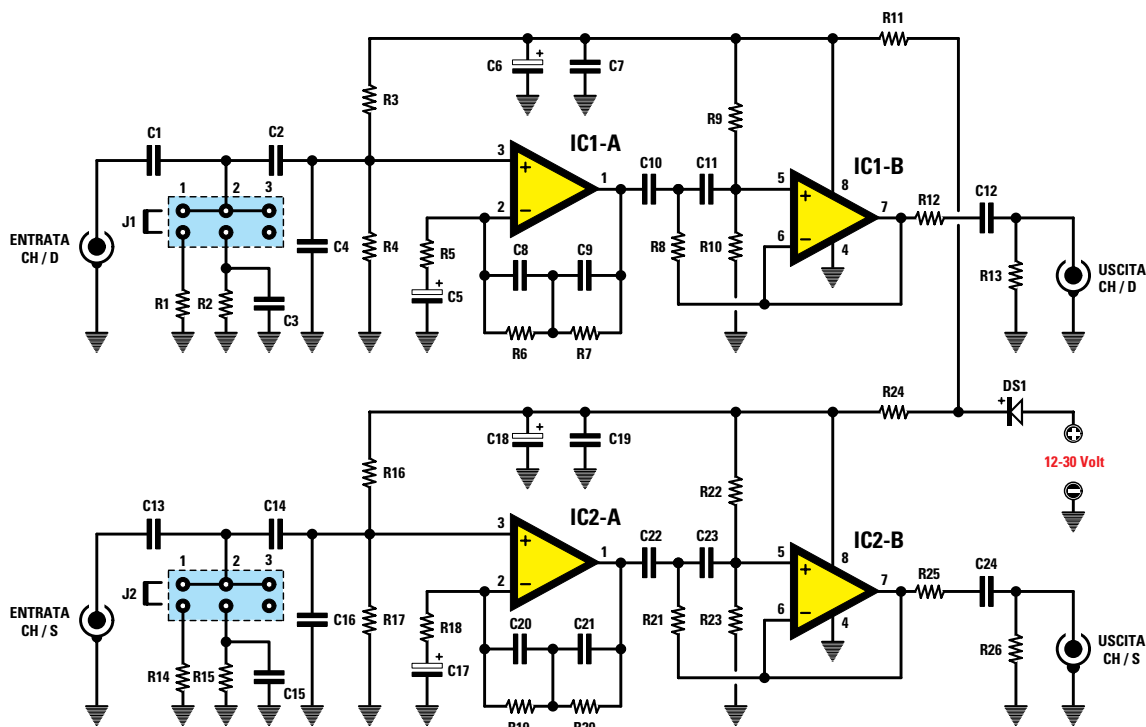 R11
C6 +
C7
R3
R9
C1
C2
IC1-A
C10
C11
IC1-B
3
+
1
5
+
8
1 2 3
2
−
7
R12
C12
J1
6
−
4
ENTRATA
CH / D
C4
R4
R5
C8
C9
R8
R10
R13
USCITA
CH / D
R1
R2
C3
+
C5
R6
R7
DS1
+
R24
C18 +
C19
12-30 Volt
R16
R22
C13
C14
IC2-A
C22
C23
IC2-B
3
+
1
5
+
8
1 2 3
2
−
7
R25
C24
J2
6
−
4
ENTRATA
CH / S
C16
R17
R18
C20
C21
R21
R23
R26
USCITA
CH / S
R14
R15
C15
+
C17
R19
R20